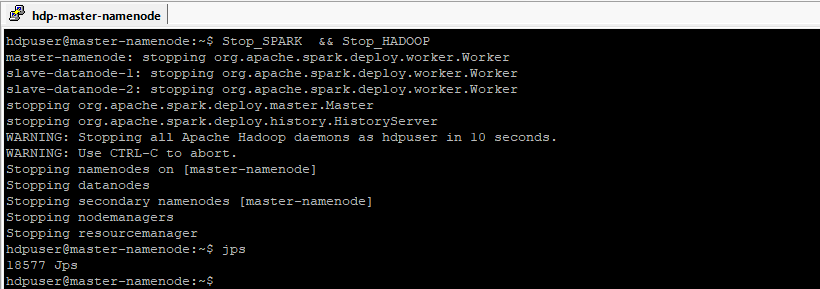 hdp-master-namenode
hdpuser@master-namenode:~$ Stop_SPARK  && Stop_HADOOP
master-namenode: stopping org.apache.spark.deploy.worker.Worker
slave-datanode-1: stopping org.apache.spark.deploy.worker.Worker
slave-datanode-2: stopping org.apache.spark.deploy.worker.Worker
stopping org.apache.spark.deploy.master.Master
stopping org.apache.spark.deploy.history.HistoryServer
WARNING: Stopping all Apache Hadoop daemons as hdpuser in 10 seconds.
WARNING: Use CTRL-C to abort.
Stopping namenodes on [master-namenode]
Stopping datanodes
Stopping secondary namenodes [master-namenode]
Stopping nodemanagers
Stopping resourcemanager
hdpuser@master-namenode:~$ jps
18577 Jps
hdpuser@master-namenode:~$